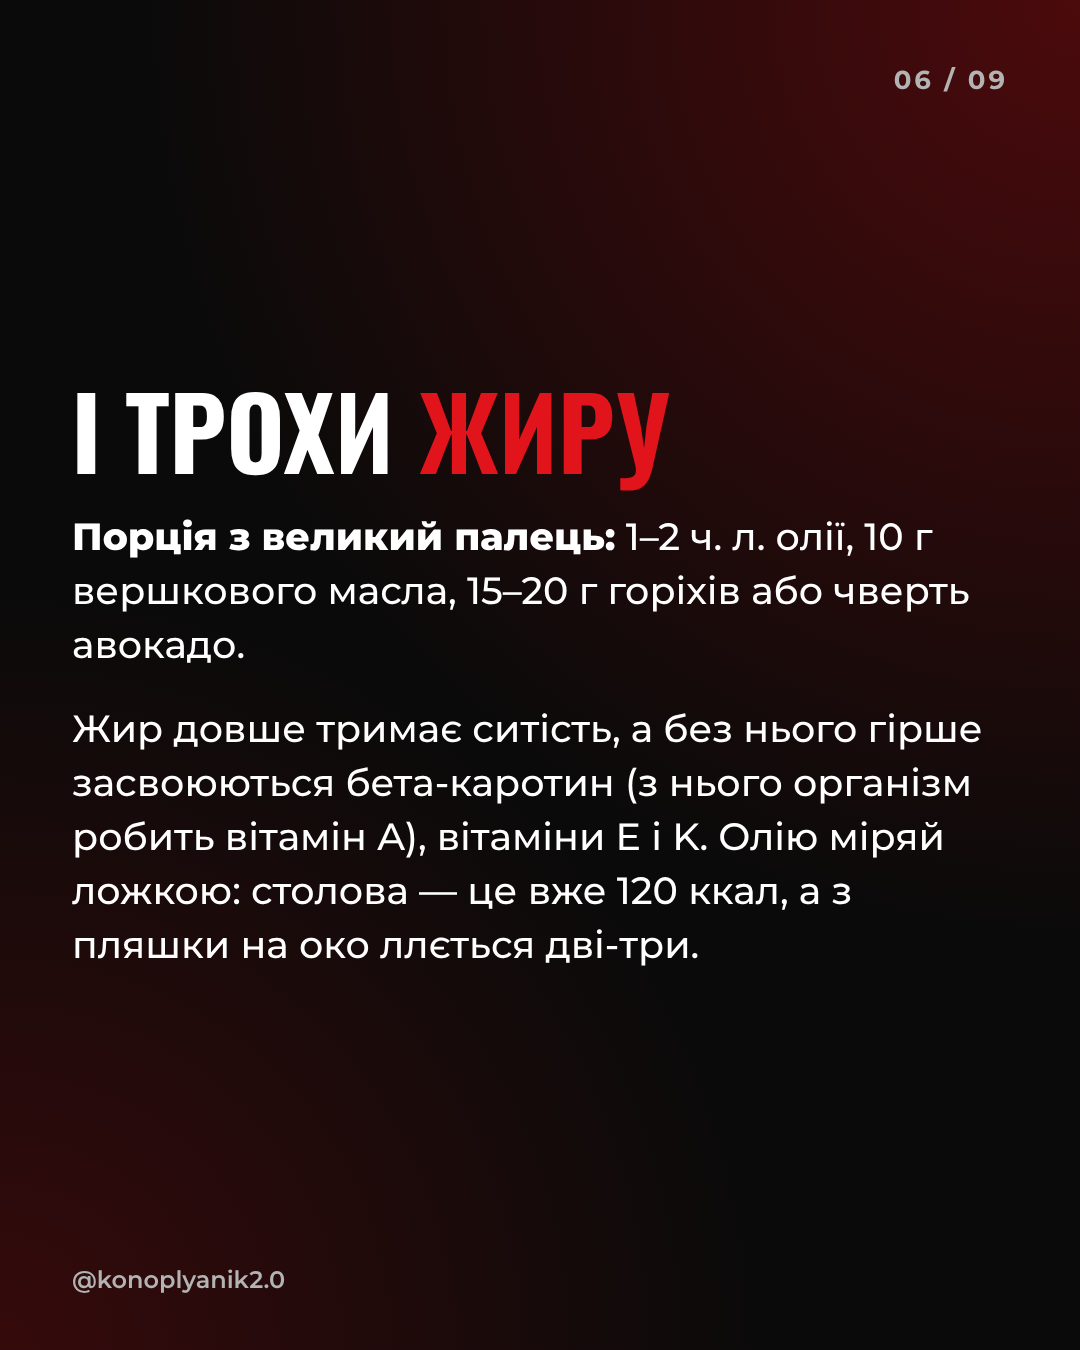 06 / 09
І ТРОХИ ЖИРУ
Порція з великий палець: 1–2 ч. л. олії, 10 г
вершкового масла, 15–20 г горіхів або чверть
авокадо.
Жир довше тримає ситість, а без нього гірше
засвоюються бета-каротин (з нього організм
робить вітамін А), вітаміни Е і К. Олію міряй
ложкою: столова — це вже 120 ккал, а з
пляшки на око ллється дві-три.
@konoplyanik2.0